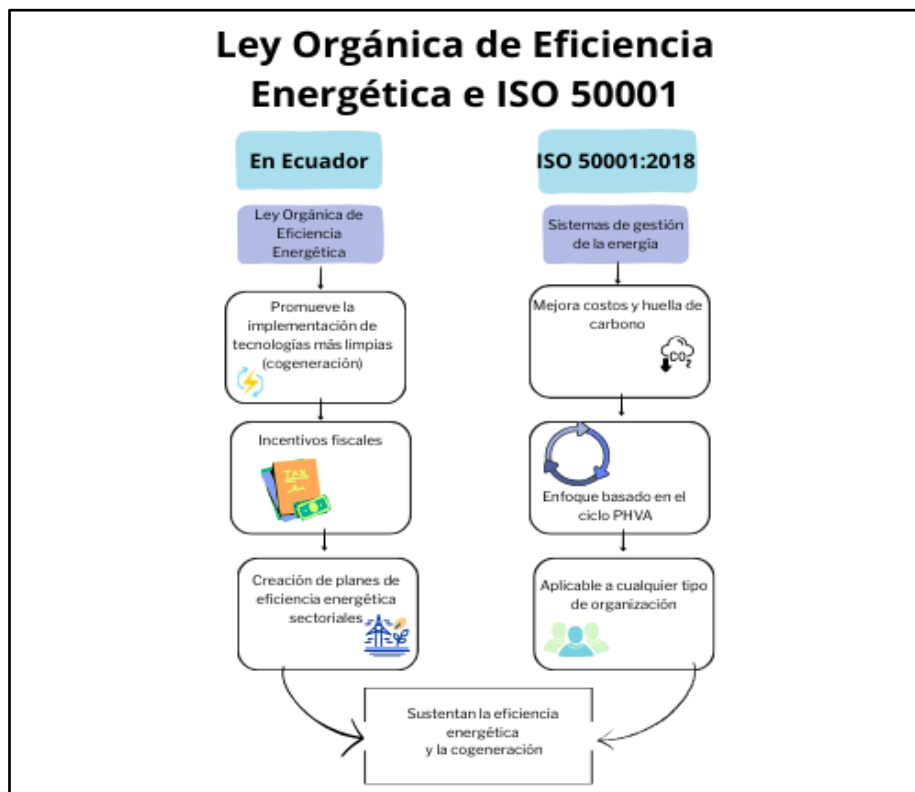 Ley Orgánica de Eficiencia
Energética e ISO 50001
En Ecuador
Ley Orgánica de
Eficiencia
Energética
Promueve la
implementación de
tecnologías más limpias
(cogeneración)
Incentivos fiscales
TAX
Creación de planes de
eficiencia energética
sectoriales
ISO 50001:2018
Sistemas de gestión
de la energía
Mejora costos y huella de
carbono
CO2
Enfoque basado en el
ciclo PHVA
Aplicable a cualquier tipo
de organización
Sustentan la eficiencia
energética
y la cogeneración